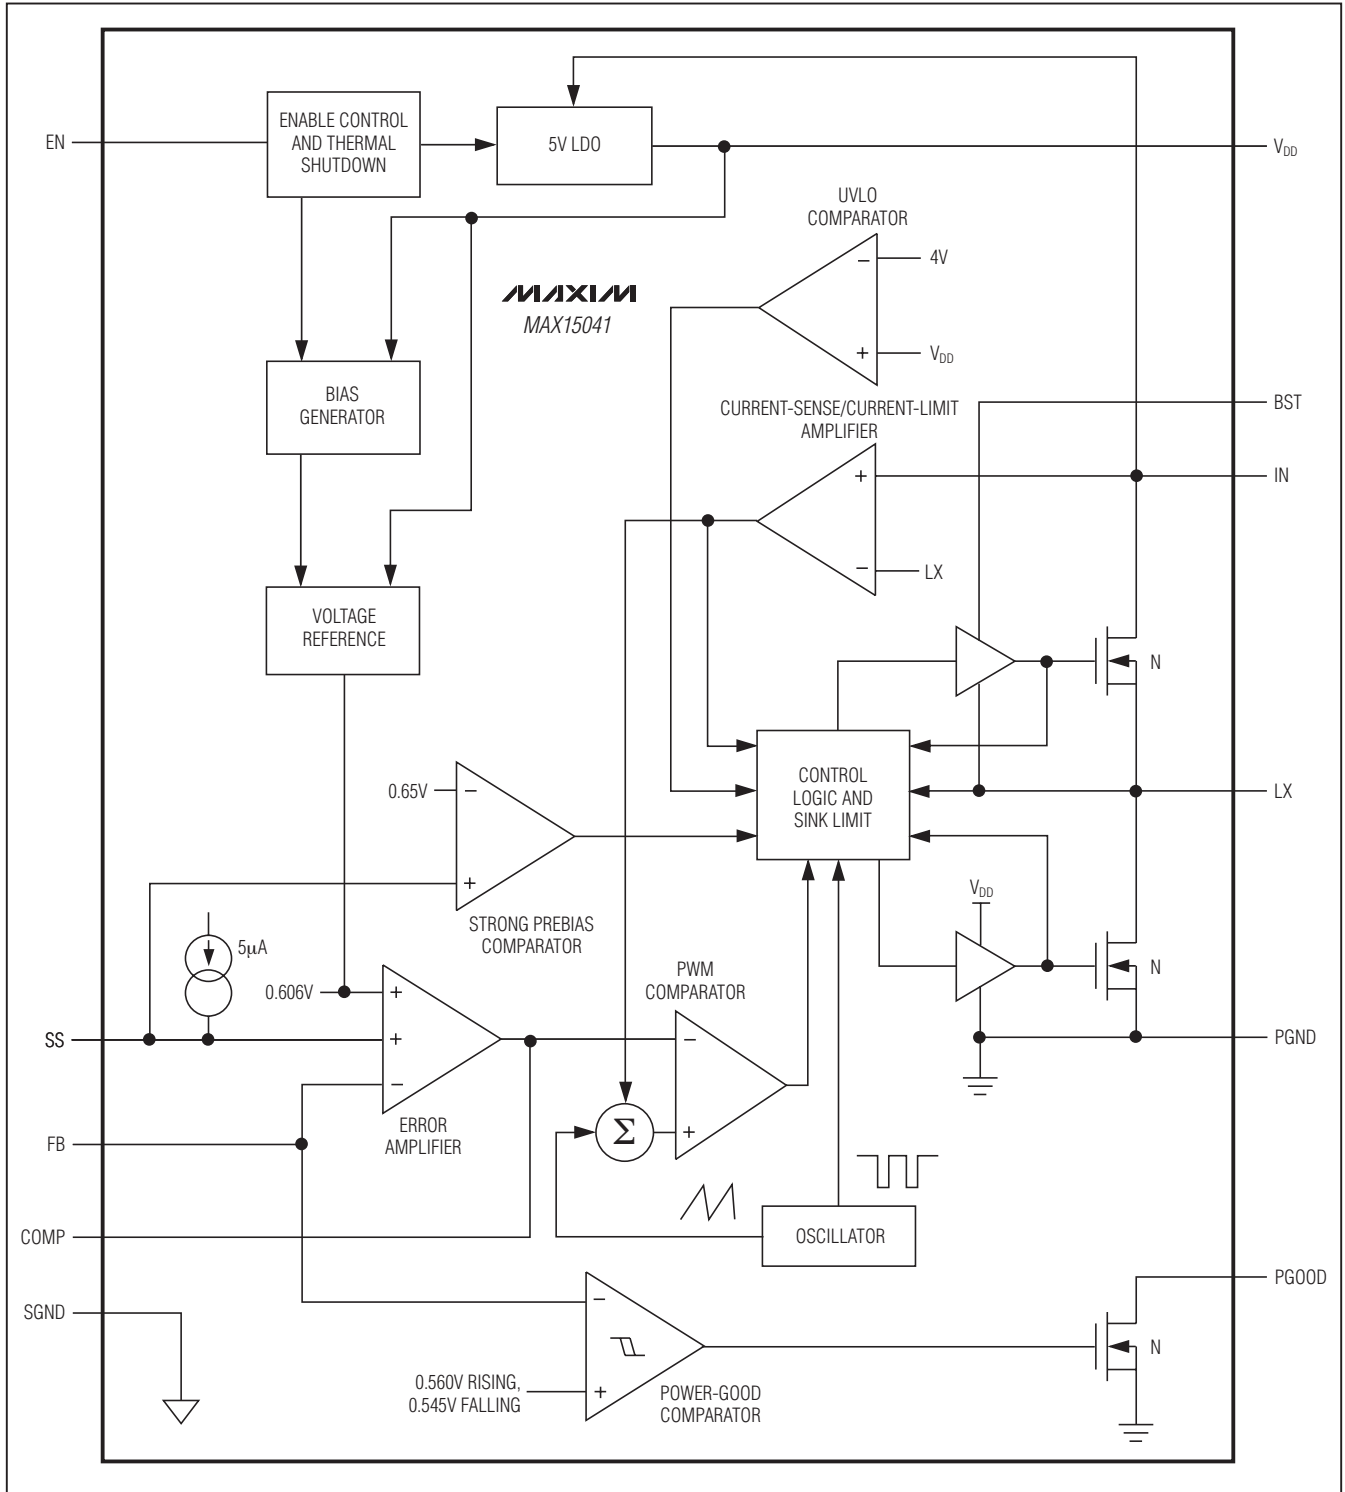 ENABLE CONTROL
AND THERMAL
SHUTDOWN
EN
5V LDO
VDD
UVLO
COMPARATOR
−
4V
+
VDD
MAXIM
MAX15041
BIAS
GENERATOR
CURRENT-SENSE/CURRENT-LIMIT
AMPLIFIER
BST
+
IN
−
LX
VOLTAGE
REFERENCE
N
CONTROL
LOGIC AND
SINK LIMIT
LX
0.65V
−
+
STRONG PREBIAS
COMPARATOR
VDD
5µA
0.606V
+
PWM
COMPARATOR
N
SS
+
−
PGND
−
ERROR
AMPLIFIER
FB
Σ
+
COMP
OSCILLATOR
PGOOD
SGND
−
N
0.560V RISING,
0.545V FALLING
+
POWER-GOOD
COMPARATOR